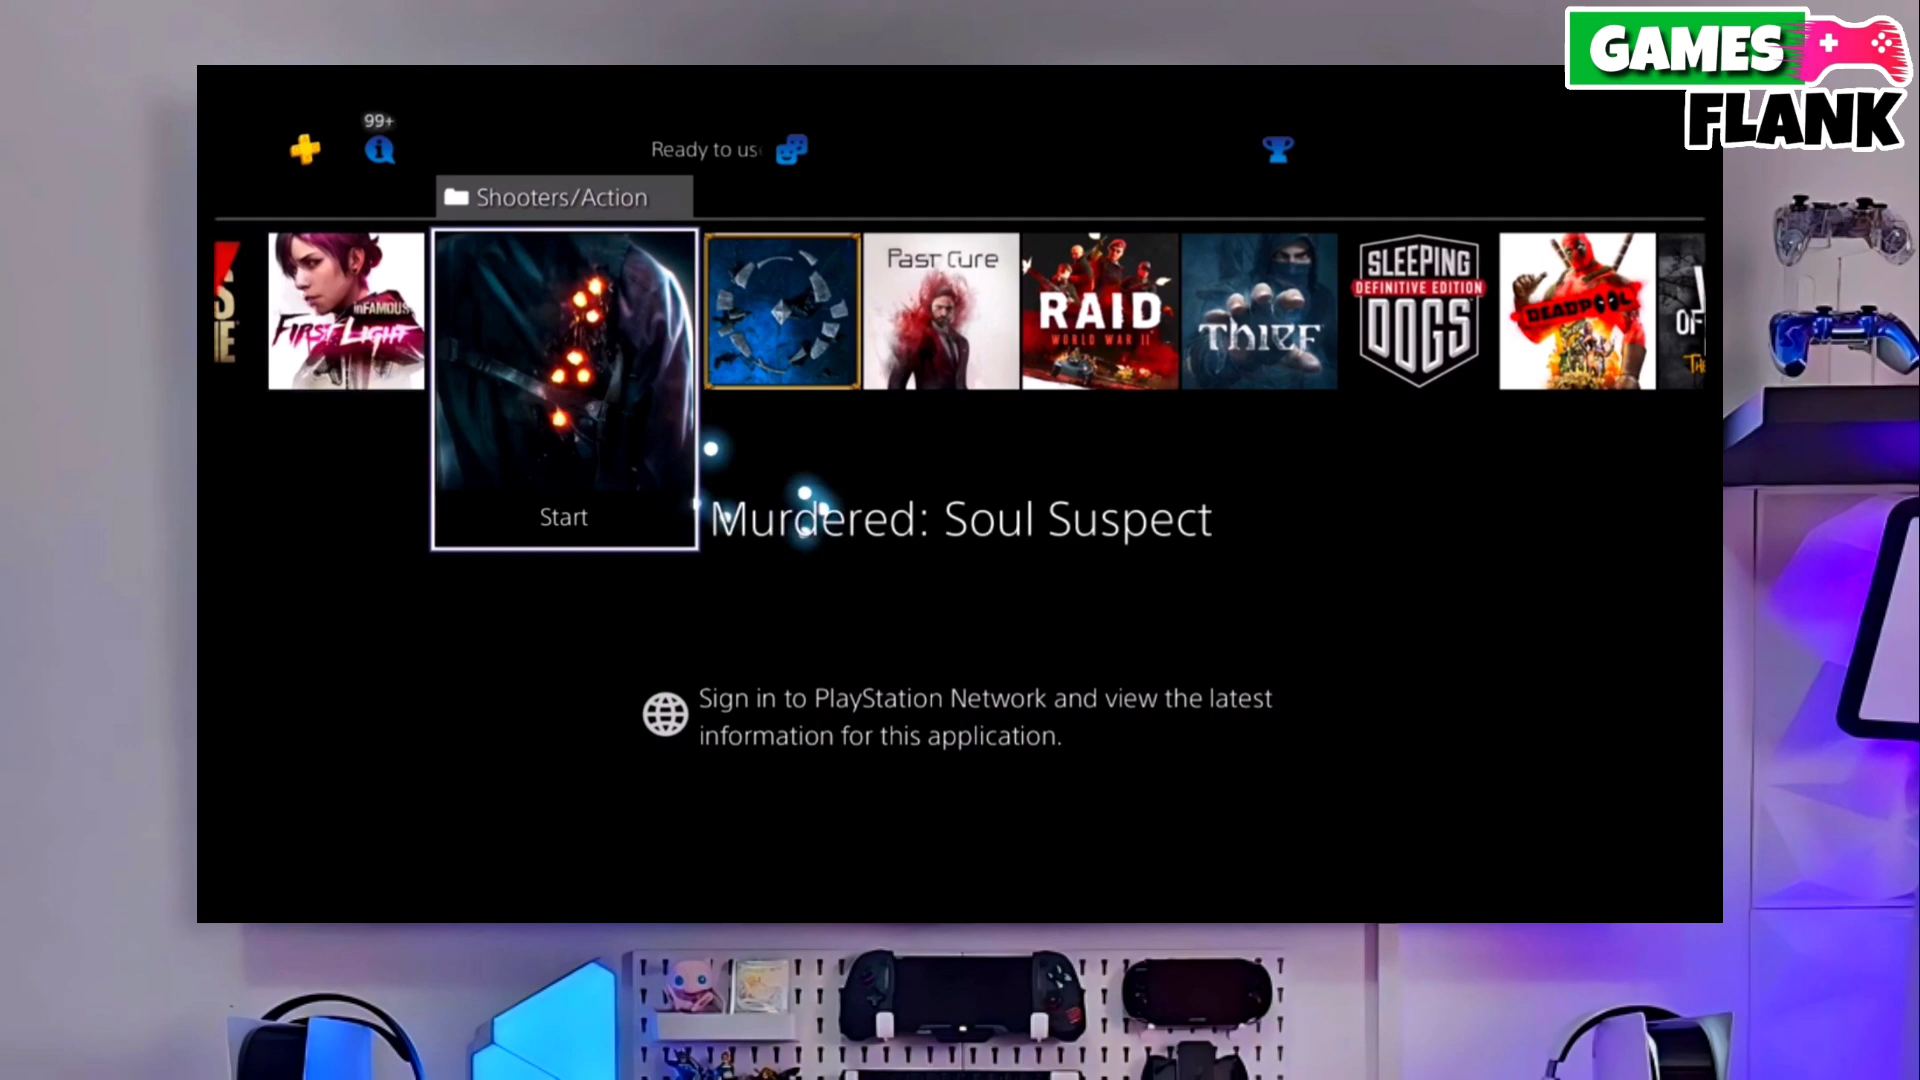 GAMES
FLANK
99+
Ready to us
Shooters/Action
inFAMOUS
FIRST LIGHT
Past Cure
RAID
WORLD WAR II
THIEF
SLEEPING
DEFINITIVE EDITION
DOGS
DEADPOOL
OF
Start
Murdered: Soul Suspect
Sign in to PlayStation Network and view the latest
information for this application.